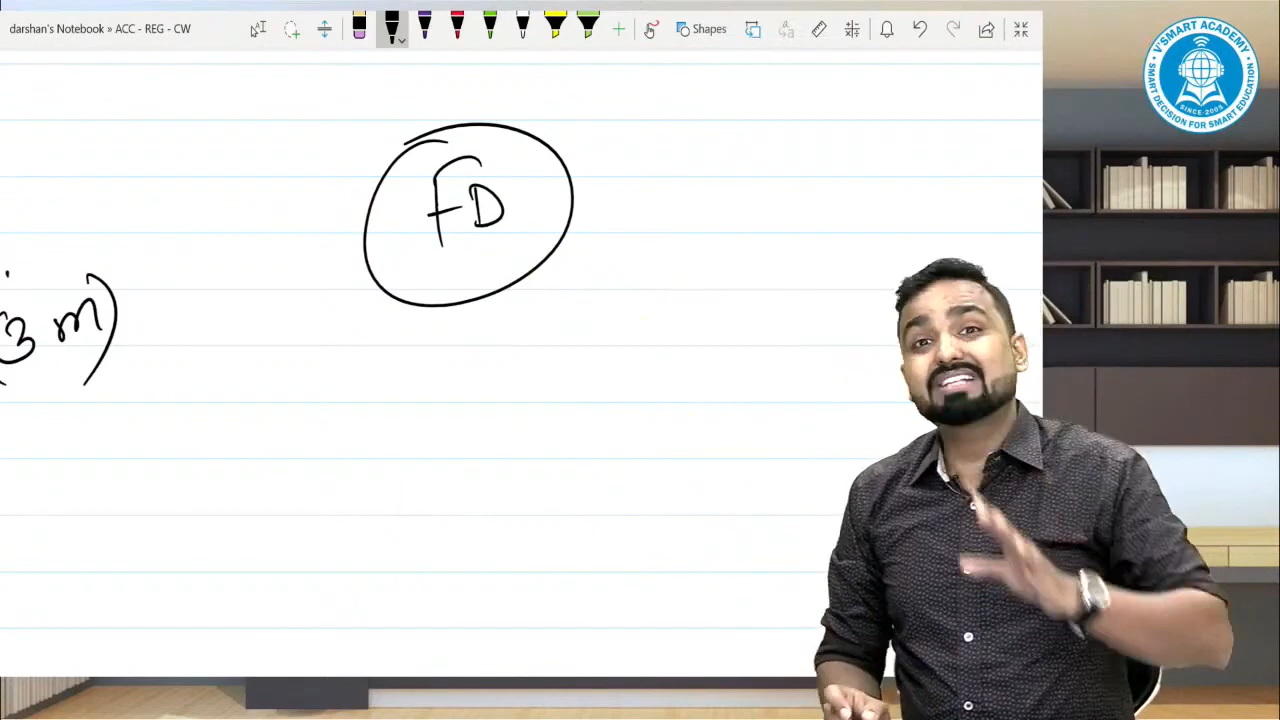 darshan's Notebook » ACC - REG - CW
Shapes
V'SMART ACADEMY
SINCE-2005
SMART DECISION FOR SMART EDUCATION
FD
(3 m)